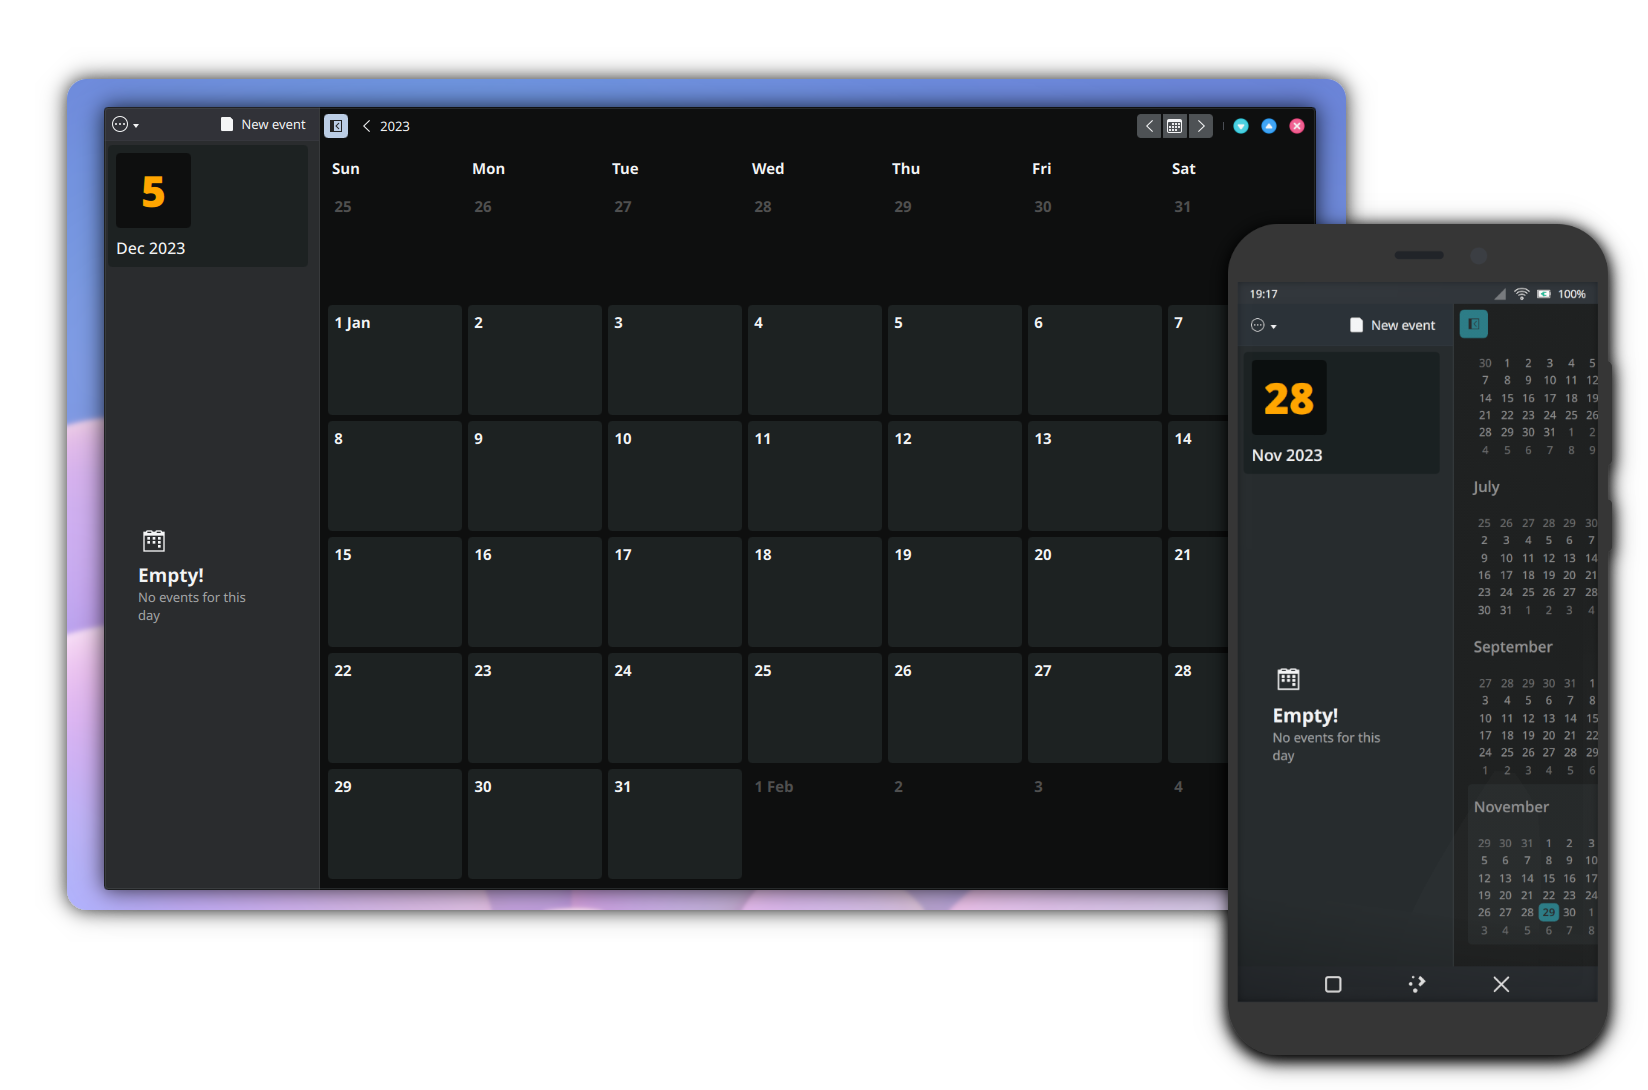 New event
2023
5
Dec 2023
Empty!
No events for this
day
Sun Mon Tue Wed Thu Fri Sat
25 26 27 28 29 30 31
1 Jan 2 3 4 5 6 7
8 9 10 11 12 13 14
15 16 17 18 19 20 21
22 23 24 25 26 27 28
29 30 31 1 Feb 2 3 4
19:17 100%
New event
28
Nov 2023
Empty!
No events for this
day
30 1 2 3 4 5
7 8 9 10 11 12
14 15 16 17 18 19
21 22 23 24 25 26
28 29 30 31 1 2
4 5 6 7 8 9
July
25 26 27 28 29 30
2 3 4 5 6 7
9 10 11 12 13 14
16 17 18 19 20 21
23 24 25 26 27 28
30 31 1 2 3 4
September
27 28 29 30 31 1
3 4 5 6 7 8
10 11 12 13 14 15
17 18 19 20 21 22
24 25 26 27 28 29
1 2 3 4 5 6
November
29 30 31 1 2 3
5 6 7 8 9 10
12 13 14 15 16 17
19 20 21 22 23 24
26 27 28 29 30 1
3 4 5 6 7 8